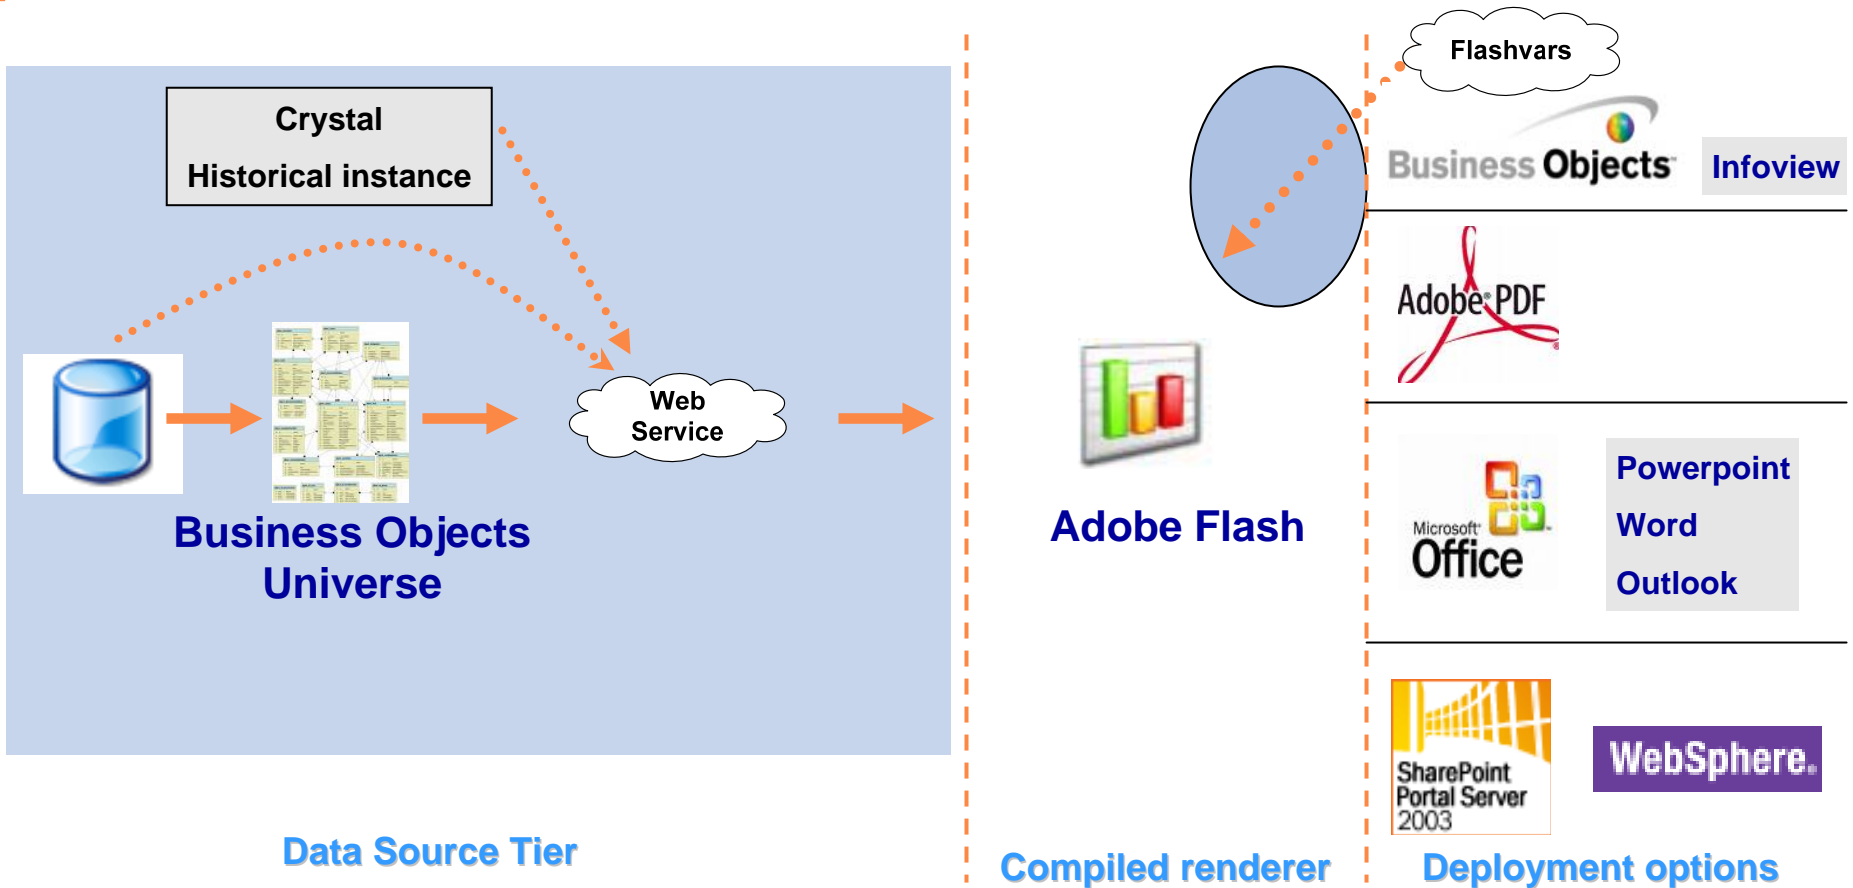 Crystal
Historical instance
Web
Service
Business Objects
Universe
Data Source Tier
Adobe Flash
Compiled renderer
Flashvars
Business Objects™
Infoview
Adobe® PDF
Microsoft®
Office
Powerpoint
Word
Outlook
SharePoint
Portal Server
2003
WebSphere®
Deployment options